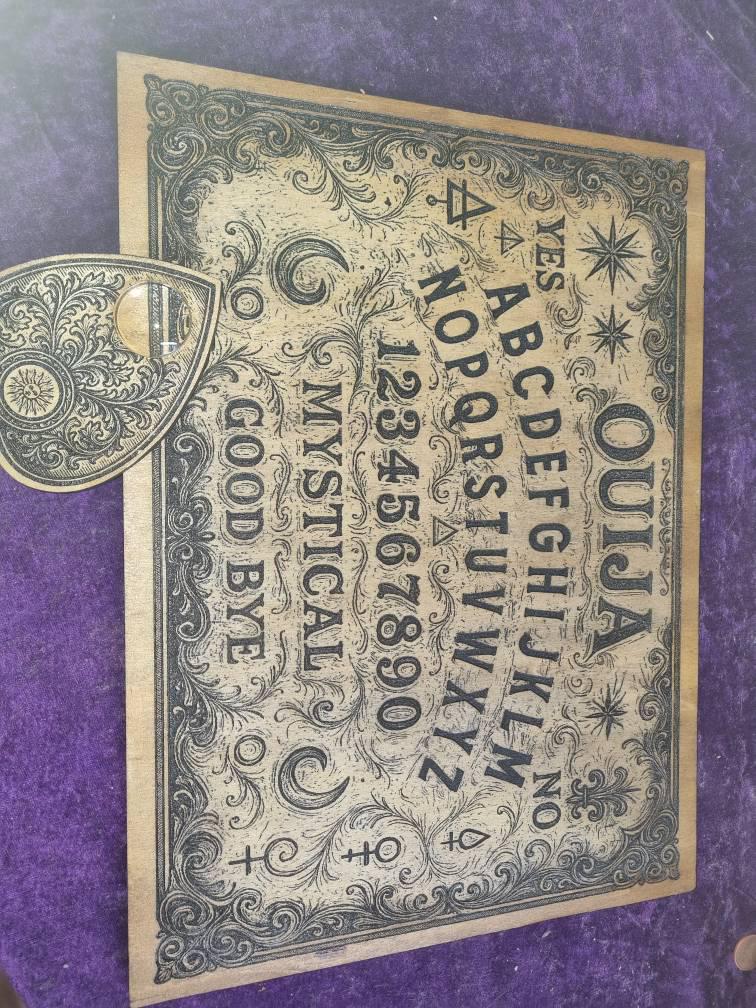 OUIJA
YES NO
ABCDEFGHIJKLM
NOPQRSTUVWXYZ
1234567890
MYSTICAL
GOOD BYE